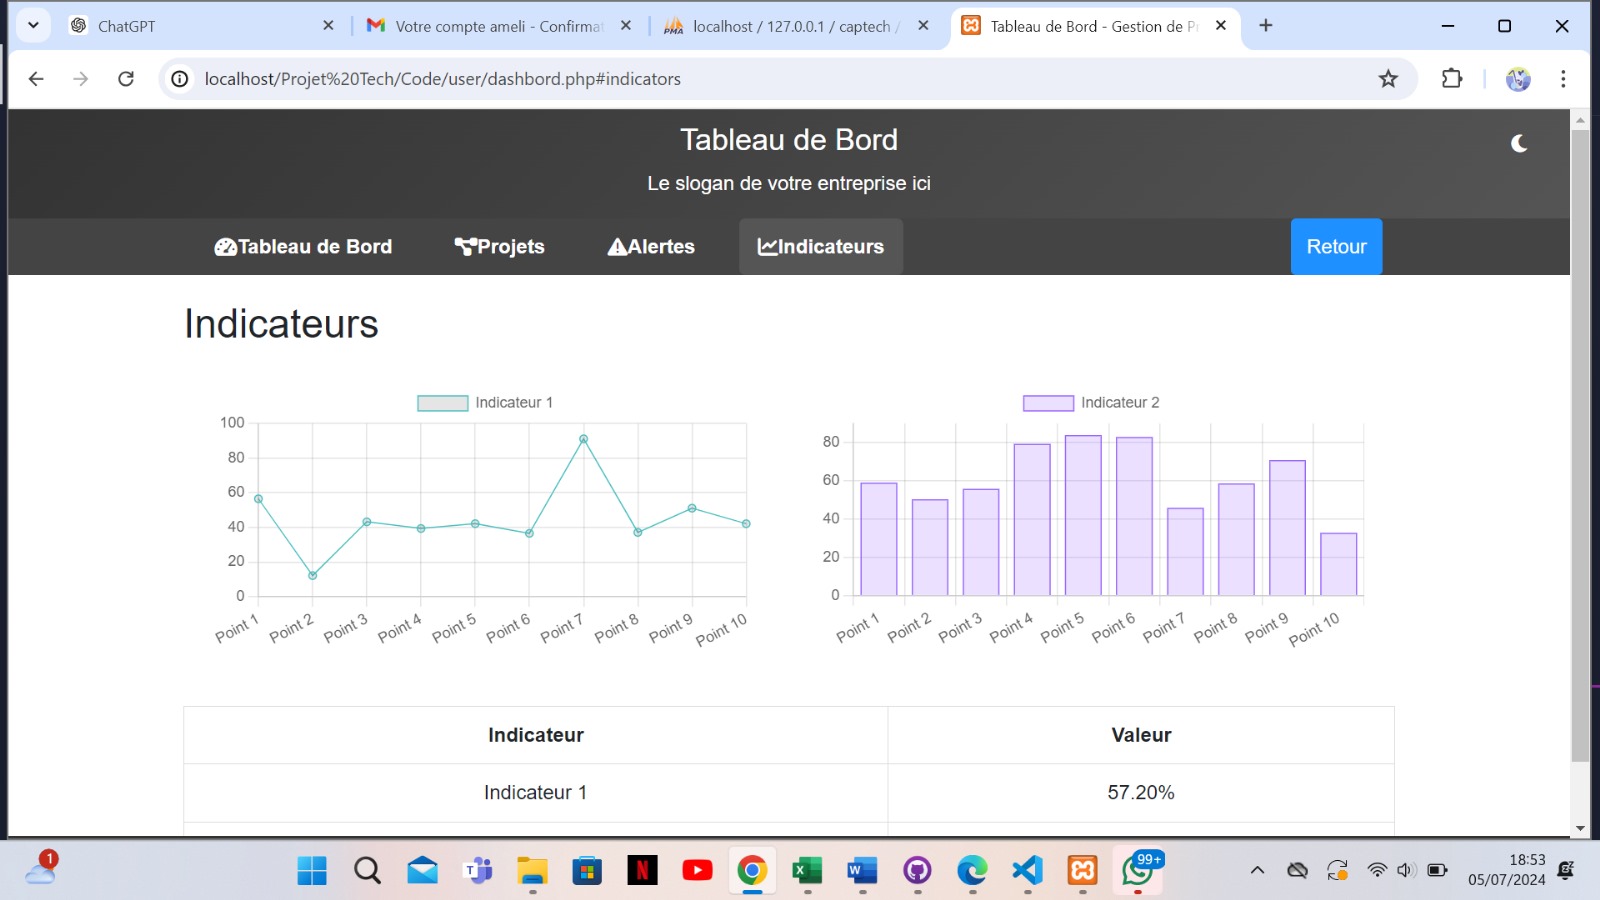 ChatGPT
Votre compte ameli - Confirmat
localhost / 127.0.0.1 / captech /
Tableau de Bord - Gestion de P
localhost/Projet%20Tech/Code/user/dashbord.php#indicators
Tableau de Bord
Le slogan de votre entreprise ici
Tableau de Bord
Projets
Alertes
Indicateurs
Retour
Indicateurs
Indicateur 1
100
80
60
40
20
0
Point 1
Point 2
Point 3
Point 4
Point 5
Point 6
Point 7
Point 8
Point 9
Point 10
Indicateur 2
80
60
40
20
0
Point 1
Point 2
Point 3
Point 4
Point 5
Point 6
Point 7
Point 8
Point 9
Point 10
Indicateur
Valeur
Indicateur 1
57.20%
1
99+
18:53
05/07/2024